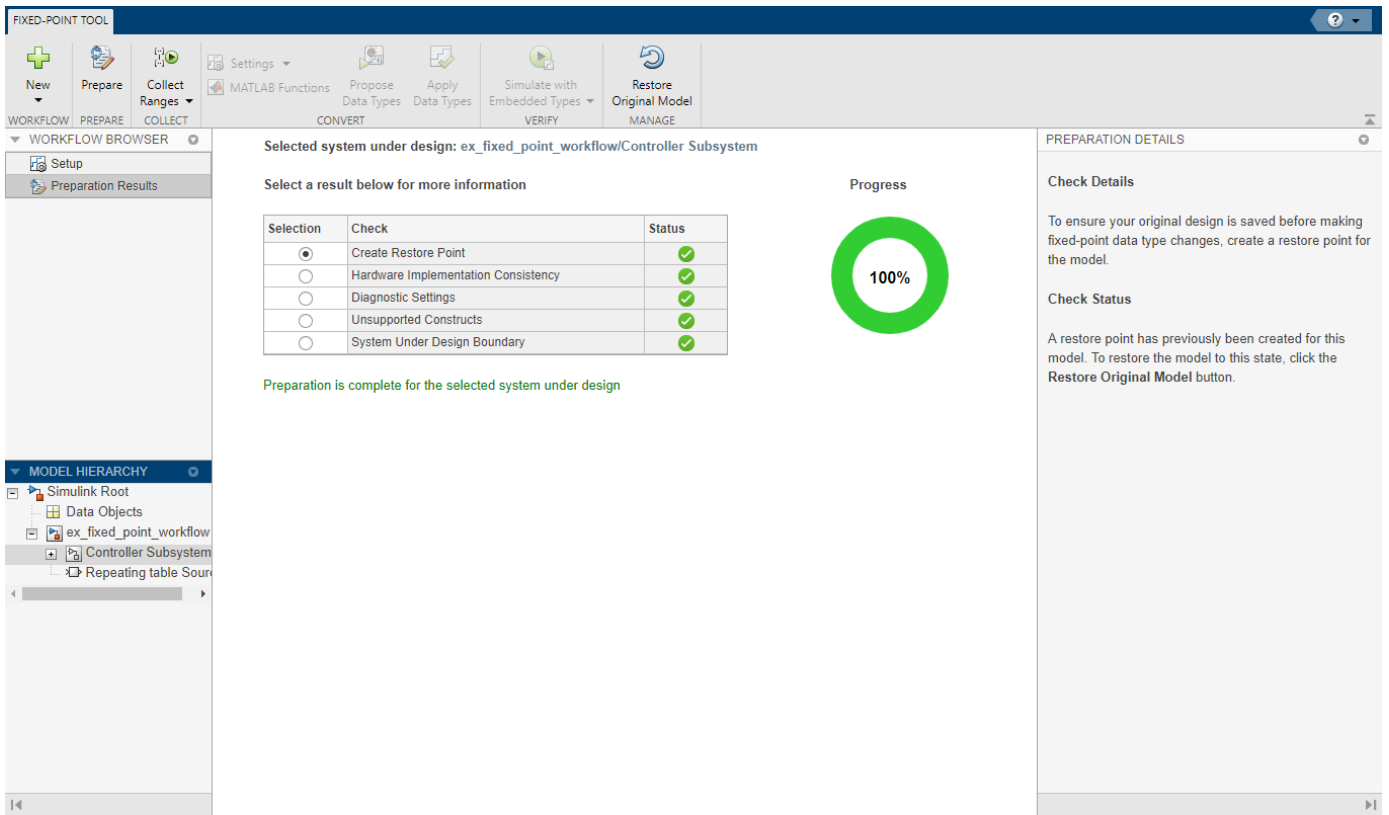 FIXED-POINT TOOL
?
New
Prepare
Collect
Ranges
Settings
MATLAB Functions
Propose
Data Types
Apply
Data Types
Simulate with
Embedded Types
Restore
Original Model
WORKFLOW
PREPARE
COLLECT
CONVERT
VERIFY
MANAGE
WORKFLOW BROWSER
Setup
Preparation Results
MODEL HIERARCHY
Simulink Root
Data Objects
ex_fixed_point_workflow
Controller Subsystem
Repeating table Sour
Selected system under design: ex_fixed_point_workflow/Controller Subsystem
Select a result below for more information
Progress
Selection Check Status
Create Restore Point
Hardware Implementation Consistency
Diagnostic Settings
Unsupported Constructs
System Under Design Boundary
100%
Preparation is complete for the selected system under design
PREPARATION DETAILS
Check Details
To ensure your original design is saved before making
fixed-point data type changes, create a restore point for
the model.
Check Status
A restore point has previously been created for this
model. To restore the model to this state, click the
Restore Original Model button.